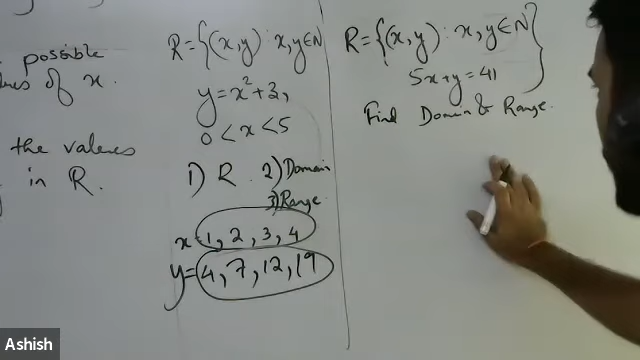 possible
lues of x.
the values
in R.
R={(x,y) : x,y∈N
y=x²+3,
0<x<5
1) R. 2) Domain
3) Range
x=1, 2, 3, 4
y=4, 7, 12, 19
R={(x,y) : x,y∈N}
5x+y=41
Find Domain & Range.
Ashish